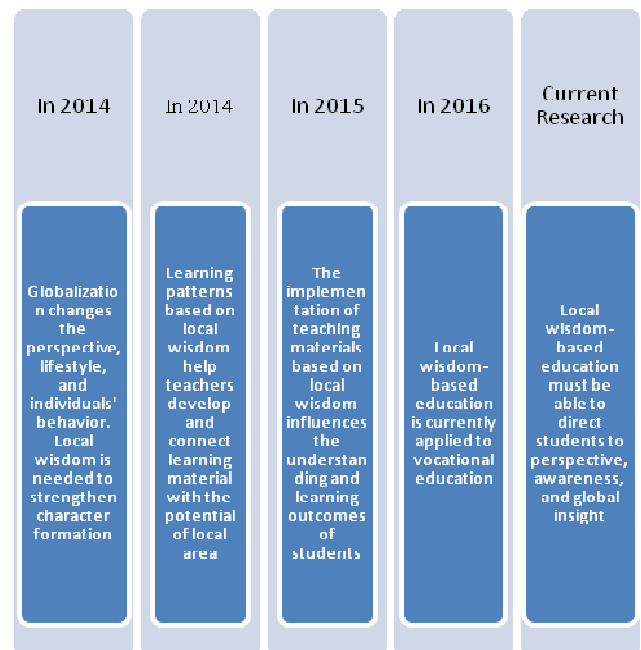 In 2014
Globalizatio
n changes
the
perspective,
lifestyle,
and
individuals'
behavior.
Local
wisdom is
needed to
strengthen
character
formation
In 2014
Learning
patterns
based on
local
wisdom
help
teachers
develop
and
connect
learning
material
with the
potential
of local
area
In 2015
The
implemen
tation of
teaching
materials
based on
local
wisdom
influences
the
understan
ding and
learning
outcomes
of
students
In 2016
Local
wisdom-
based
education
is currently
applied to
vocational
education
Current
Research
Local
wisdom-
based
education
must be
able to
direct
students to
perspective,
awareness,
and global
insight